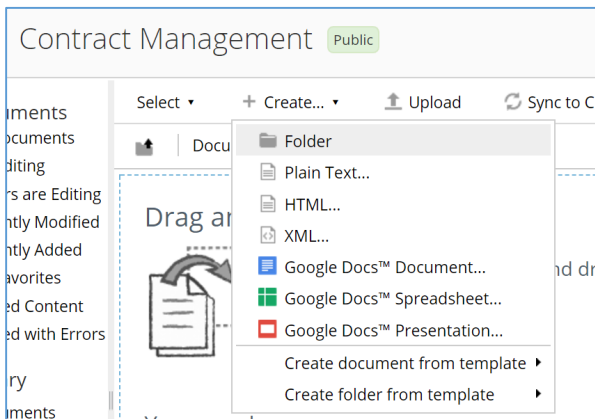 Contract Management Public
Select ▾ + Create... ▾ Upload Sync to C
uments
ocuments
diting
rs are Editing
ntly Modified
ntly Added
avorites
ed Content
ed with Errors
ry
uments
Docu
Drag an
nd dr
Folder
Plain Text...
HTML...
XML...
Google Docs™ Document...
Google Docs™ Spreadsheet...
Google Docs™ Presentation...
Create document from template
Create folder from template